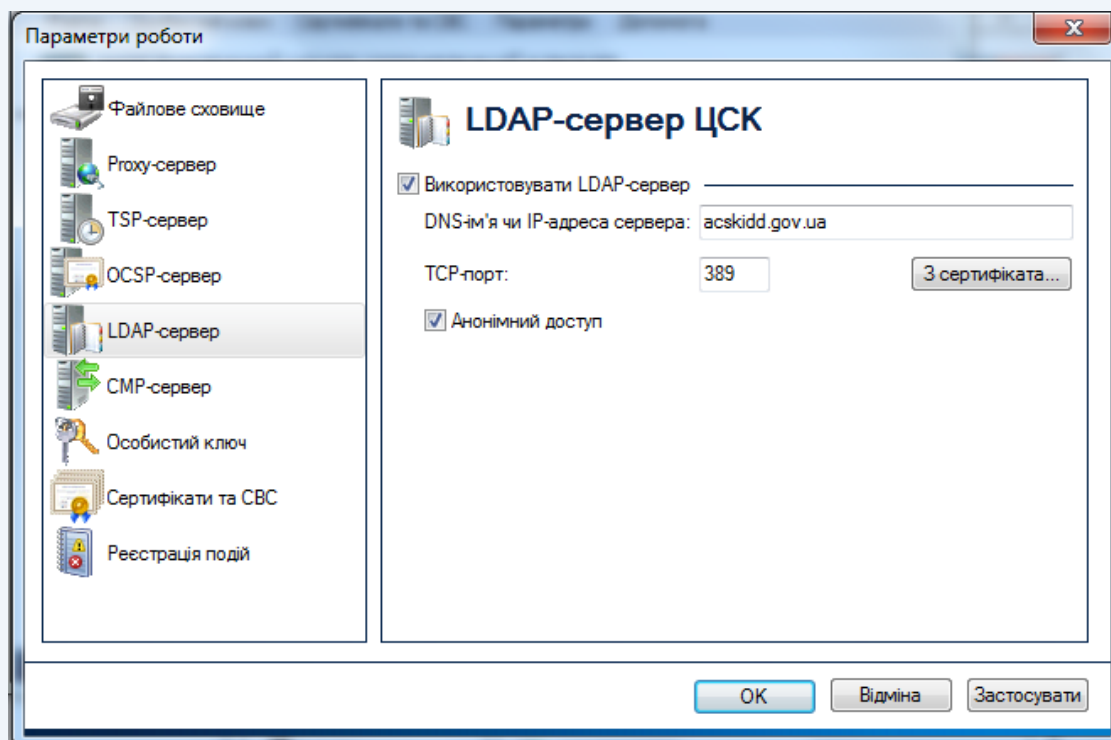 Параметри роботи
Файлове сховище
Proxy-сервер
TSP-сервер
OCSP-сервер
LDAP-сервер
CMP-сервер
Особистий ключ
Сертифікати та СВС
Реєстрація подій
LDAP-сервер ЦСК
Використовувати LDAP-сервер
DNS-ім'я чи IP-адреса сервера: acskidd.gov.ua
TCP-порт: 389 З сертифіката...
Анонімний доступ
OK Відміна Застосувати